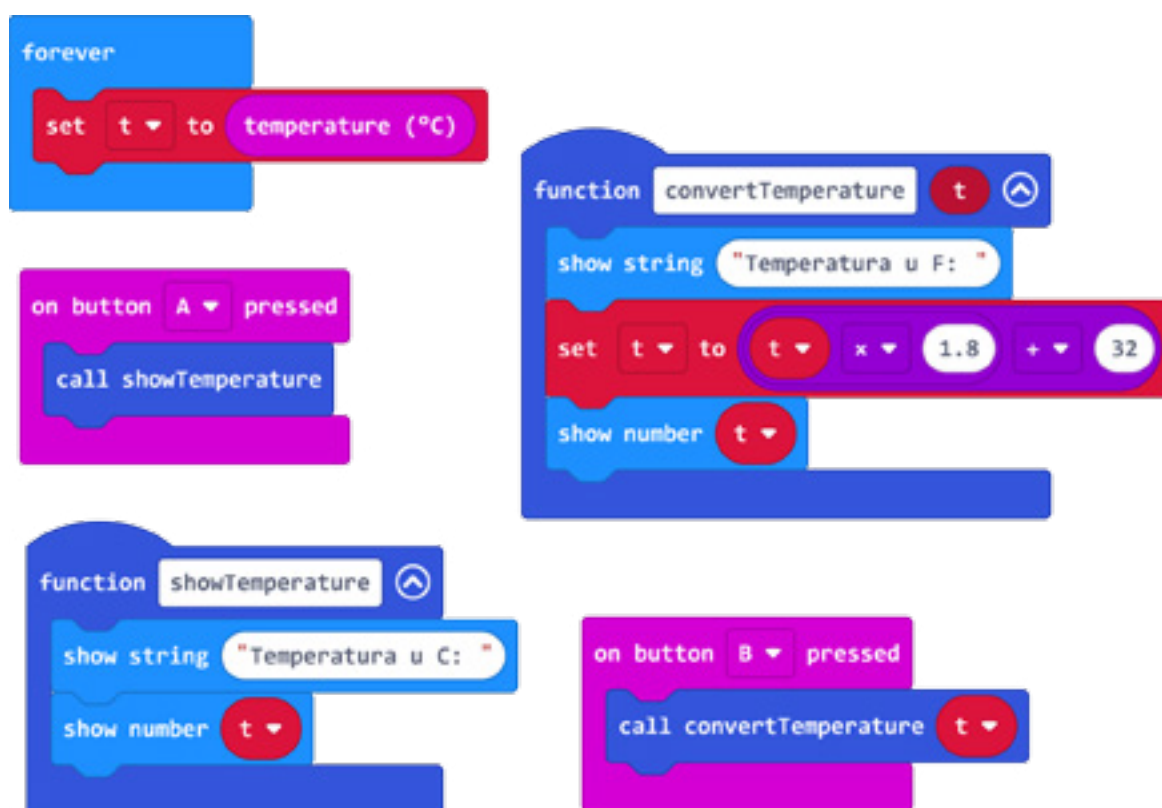 forever
set t to temperature (°C)
function convertTemperature t
show string "Temperatura u F: "
set t to t × 1.8 + 32
show number t
on button A pressed
call showTemperature
function showTemperature
show string "Temperatura u C: "
show number t
on button B pressed
call convertTemperature t